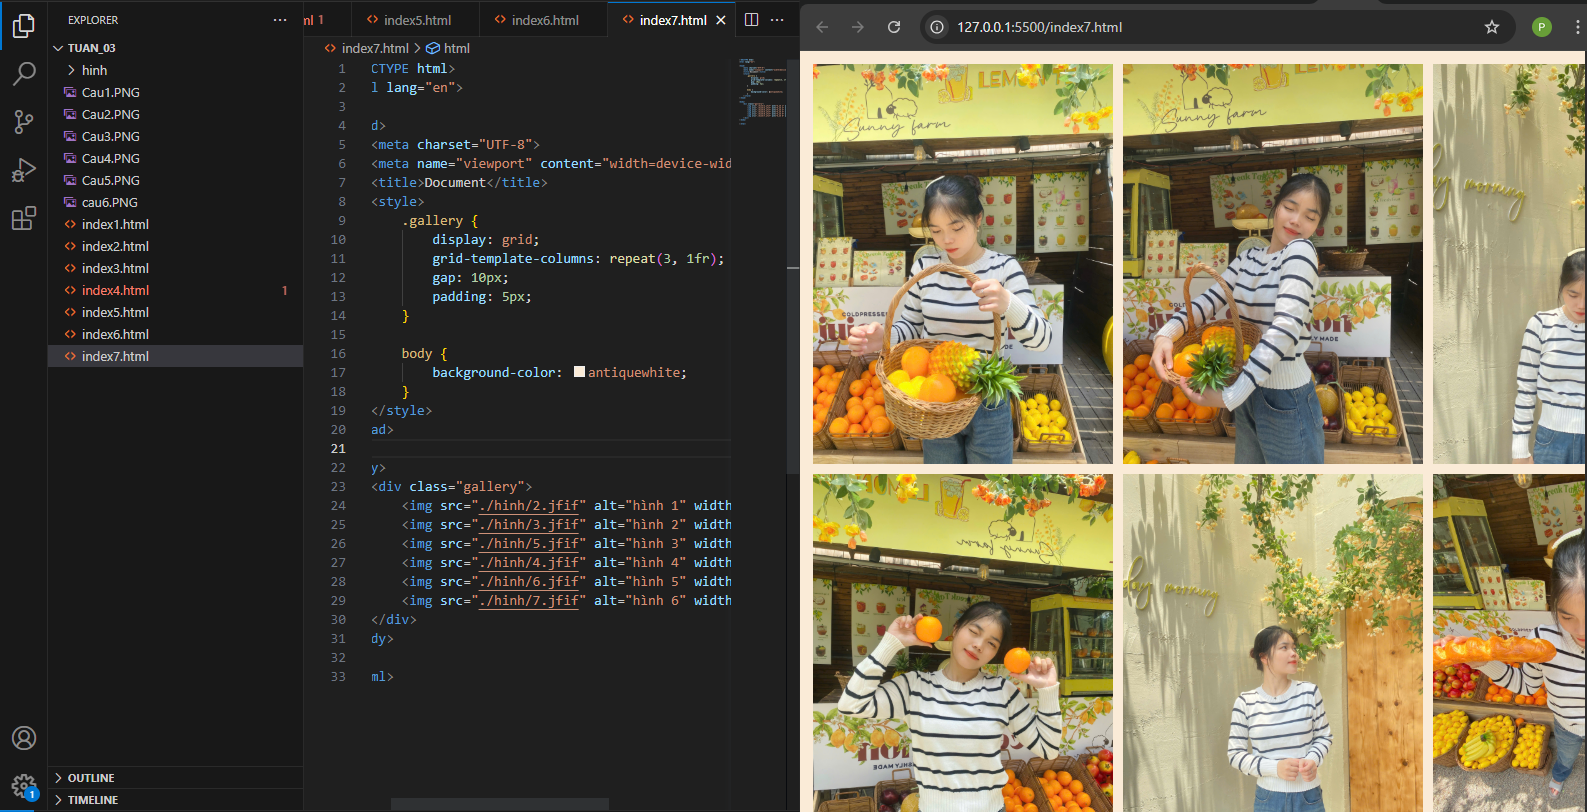 EXPLORER
TUAN_03
hinh
Cau1.PNG
Cau2.PNG
Cau3.PNG
Cau4.PNG
Cau5.PNG
cau6.PNG
index1.html
index2.html
index3.html
index4.html 1
index5.html
index6.html
index7.html
OUTLINE
TIMELINE
1
ml 1
index5.html
index6.html
index7.html
index7.html > html
1 CTYPE html>
2 l lang="en">
3
4 d>
5 <meta charset="UTF-8">
6 <meta name="viewport" content="width=device-wid
7 <title>Document</title>
8 <style>
9 .gallery {
10 display: grid;
11 grid-template-columns: repeat(3, 1fr);
12 gap: 10px;
13 padding: 5px;
14 }
15
16 body {
17 background-color: antiquewhite;
18 }
19 </style>
20 ad>
21
22 y>
23 <div class="gallery">
24 <img src="./hinh/2.jfif" alt="hình 1" width
25 <img src="./hinh/3.jfif" alt="hình 2" width
26 <img src="./hinh/5.jfif" alt="hình 3" width
27 <img src="./hinh/4.jfif" alt="hình 4" width
28 <img src="./hinh/6.jfif" alt="hình 5" width
29 <img src="./hinh/7.jfif" alt="hình 6" width
30 </div>
31 dy>
32
33 ml>
127.0.0.1:5500/index7.html
P
LEM
Sunny farm
COLDPRESSE
LEM
Sunny farm
LY MADE
morning
morning